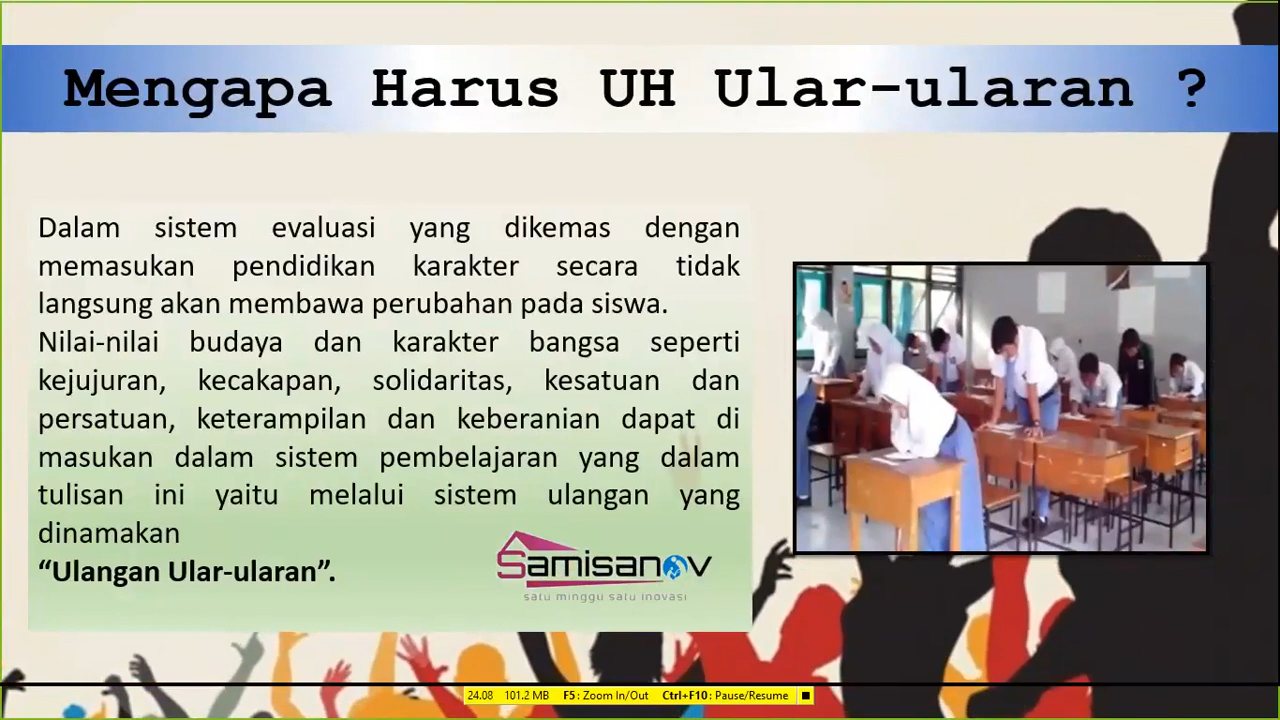 Mengapa Harus UH Ular-ularan ?
Dalam sistem evaluasi yang dikemas dengan
memasukan pendidikan karakter secara tidak
langsung akan membawa perubahan pada siswa.
Nilai-nilai budaya dan karakter bangsa seperti
kejujuran, kecakapan, solidaritas, kesatuan dan
persatuan, keterampilan dan keberanian dapat di
masukan dalam sistem pembelajaran yang dalam
tulisan ini yaitu melalui sistem ulangan yang
dinamakan
“Ulangan Ular-ularan”.
Samisanov
satu minggu satu inovasi
24.08 101.2 MB F5: Zoom In/Out Ctrl+F10: Pause/Resume